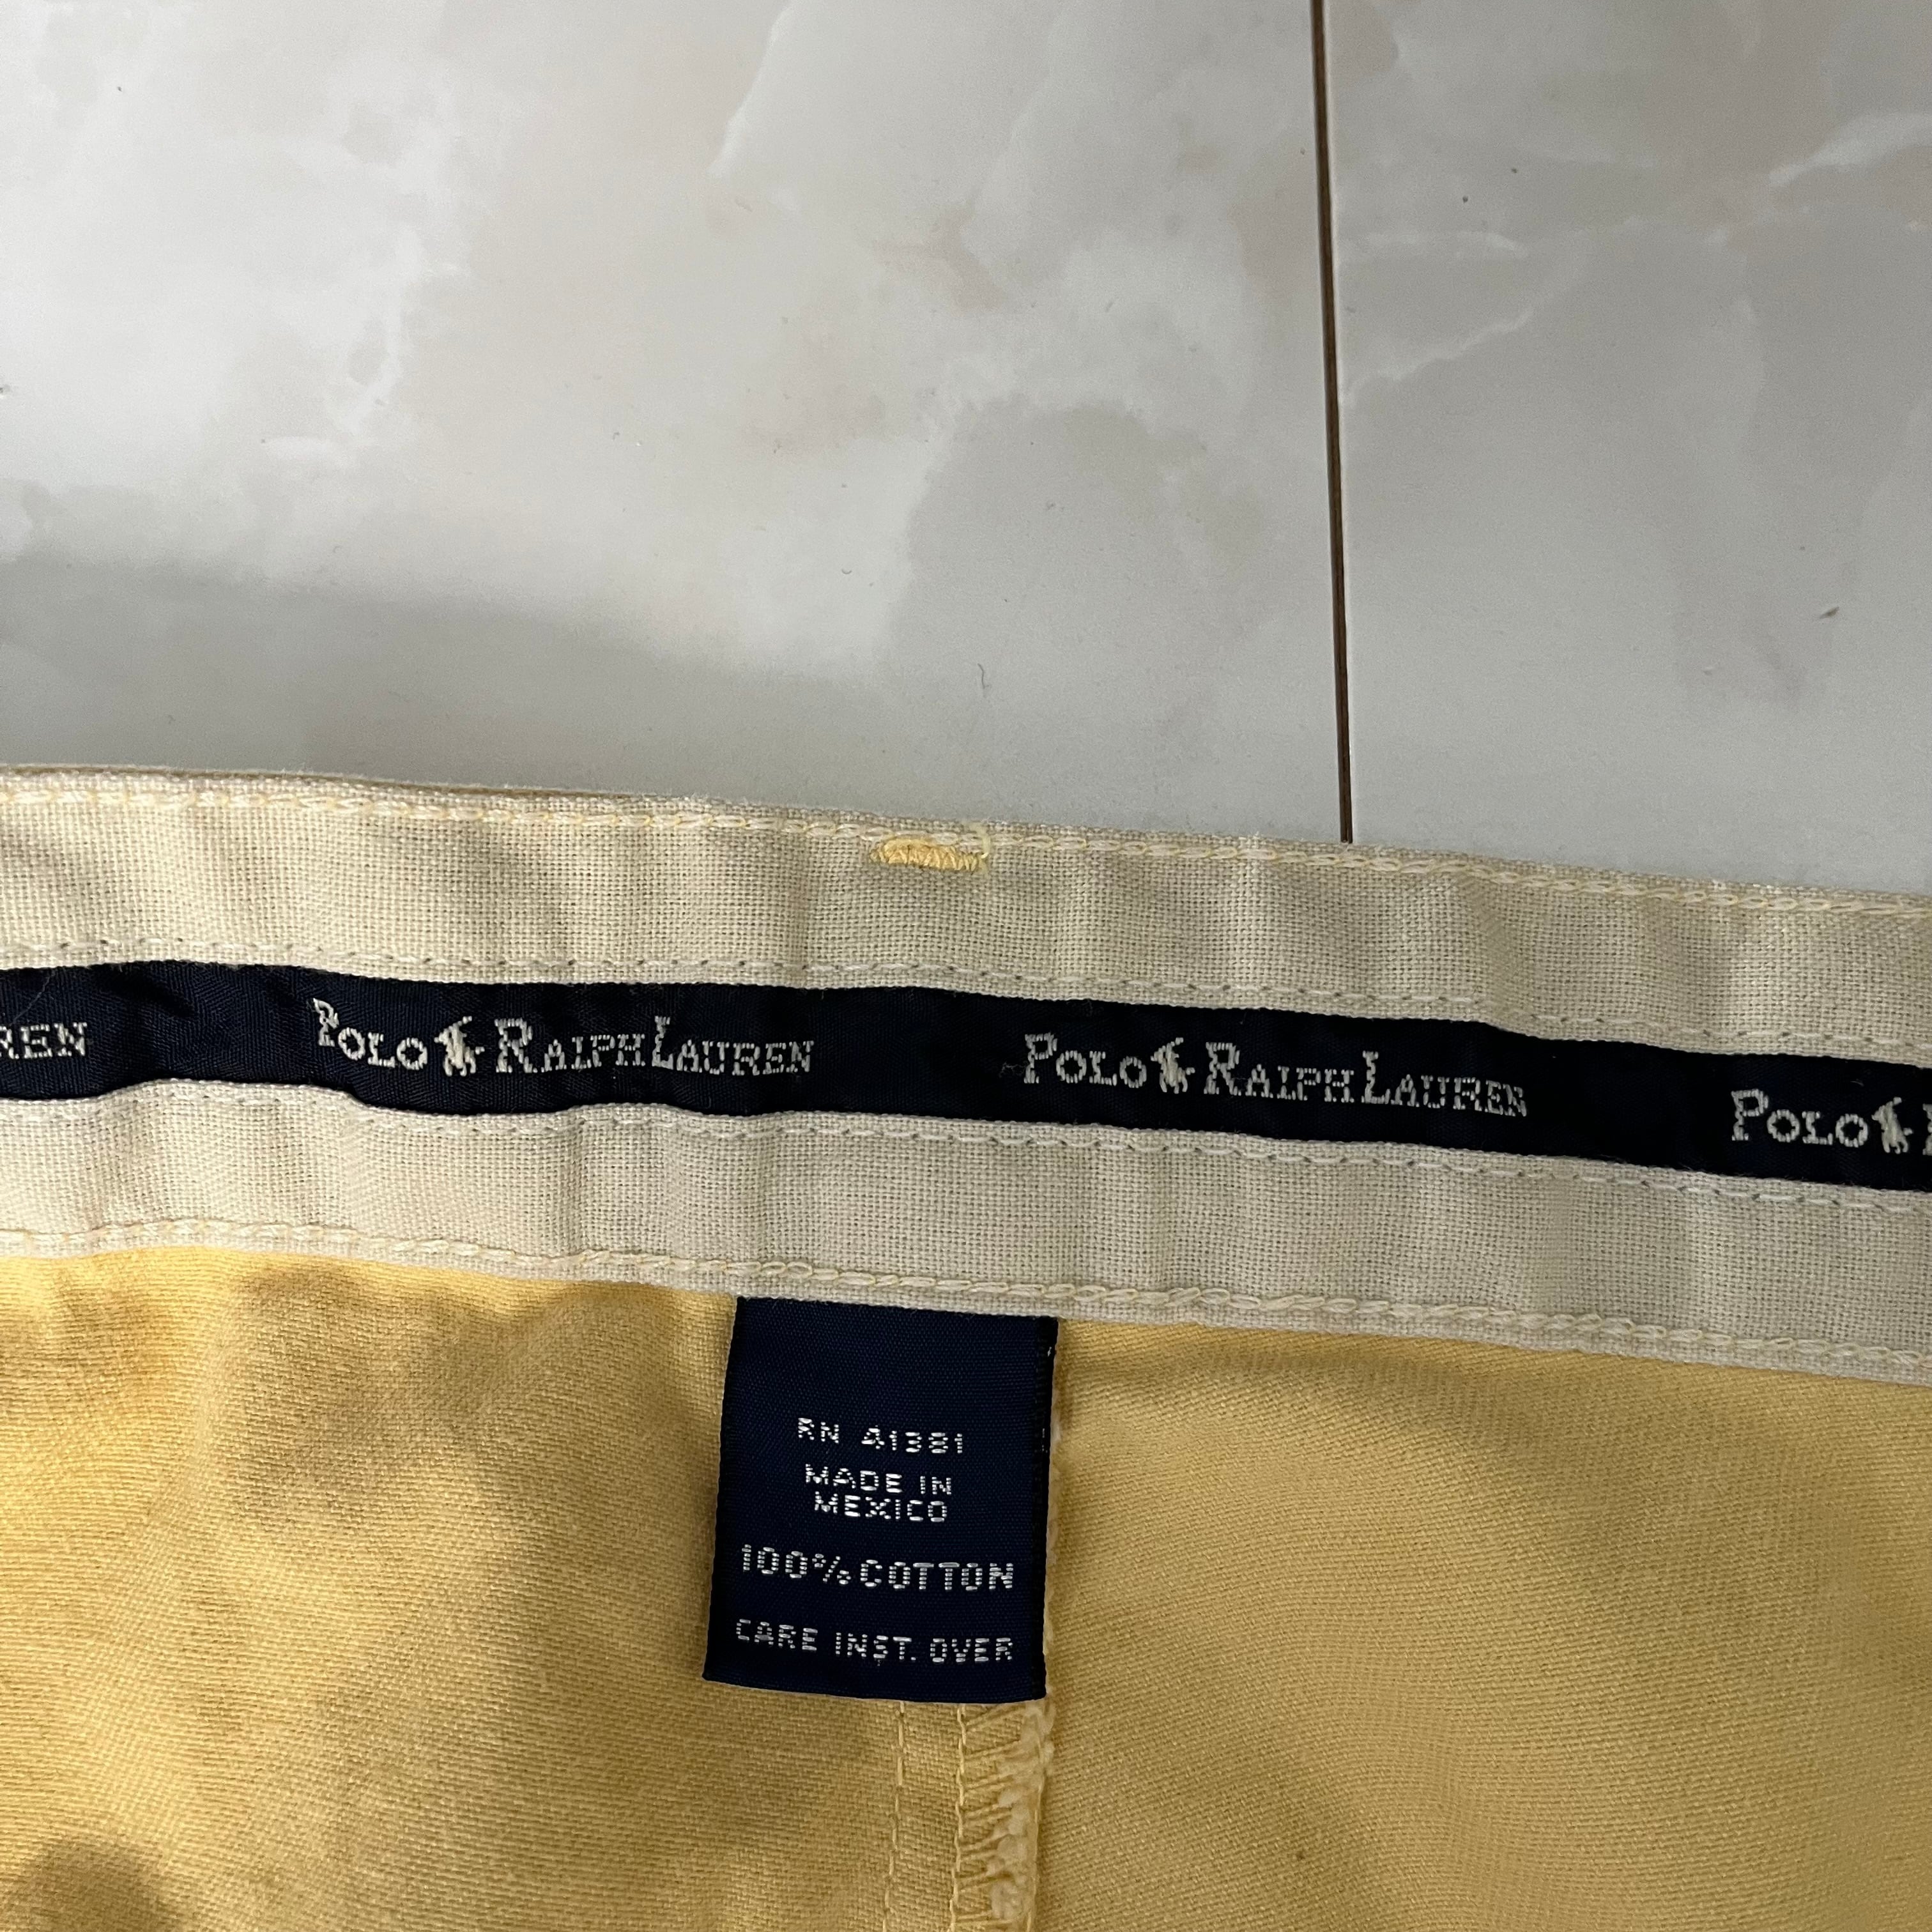 REN POLO RALPH LAUREN POLO RALPH LAUREN POLO
RN 41381
MADE IN
MEXICO
100% COTTON
CARE INST. OVER